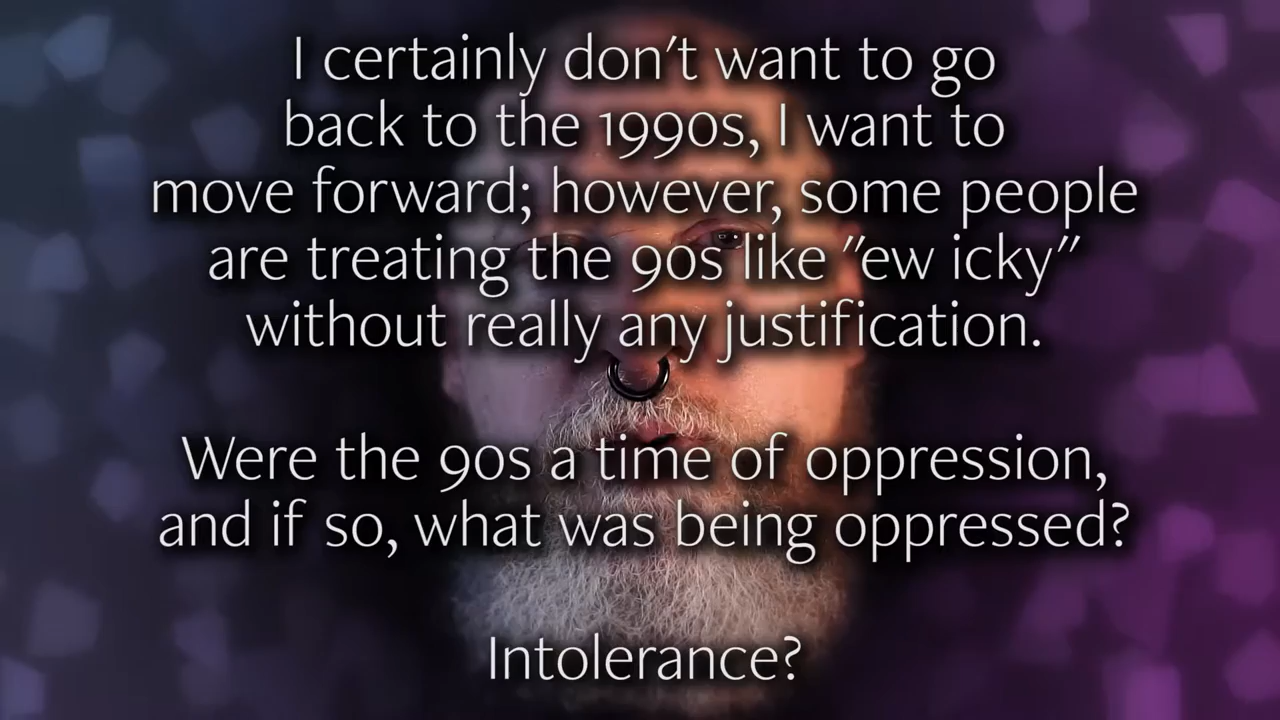 I certainly don't want to go
back to the 1990s, I want to
move forward; however, some people
are treating the 90s like "ew icky"
without really any justification.
Were the 90s a time of oppression,
and if so, what was being oppressed?
Intolerance?